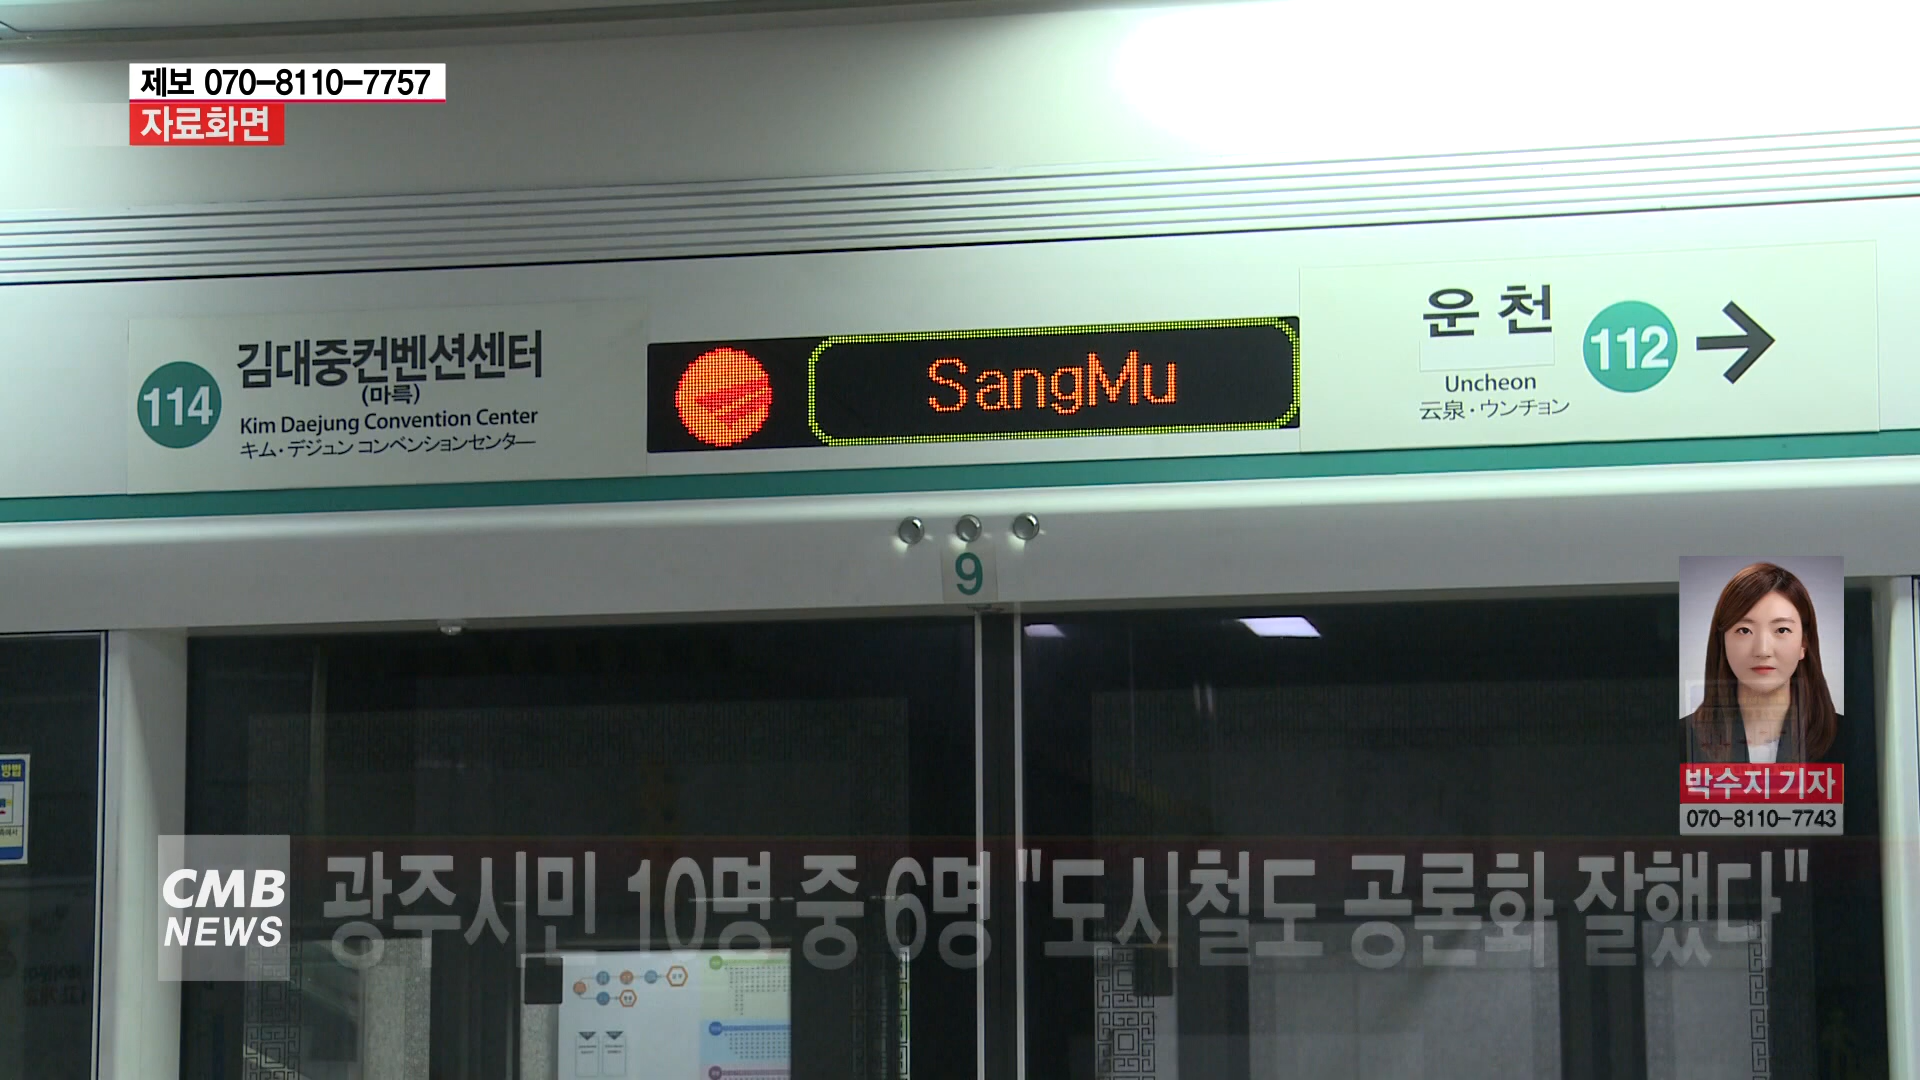 제보 070-8110-7757
자료화면
114
김대중컨벤션센터
(마륵)
Kim Daejung Convention Center
キム・デジュン コンベンションセンター
SangMu
운천
Uncheon
云泉・ウンチョン
112
9
방법
박수지 기자
070-8110-7743
CMB
NEWS
광주시민 10명 중 6명 "도시철도 공론화 잘했다"